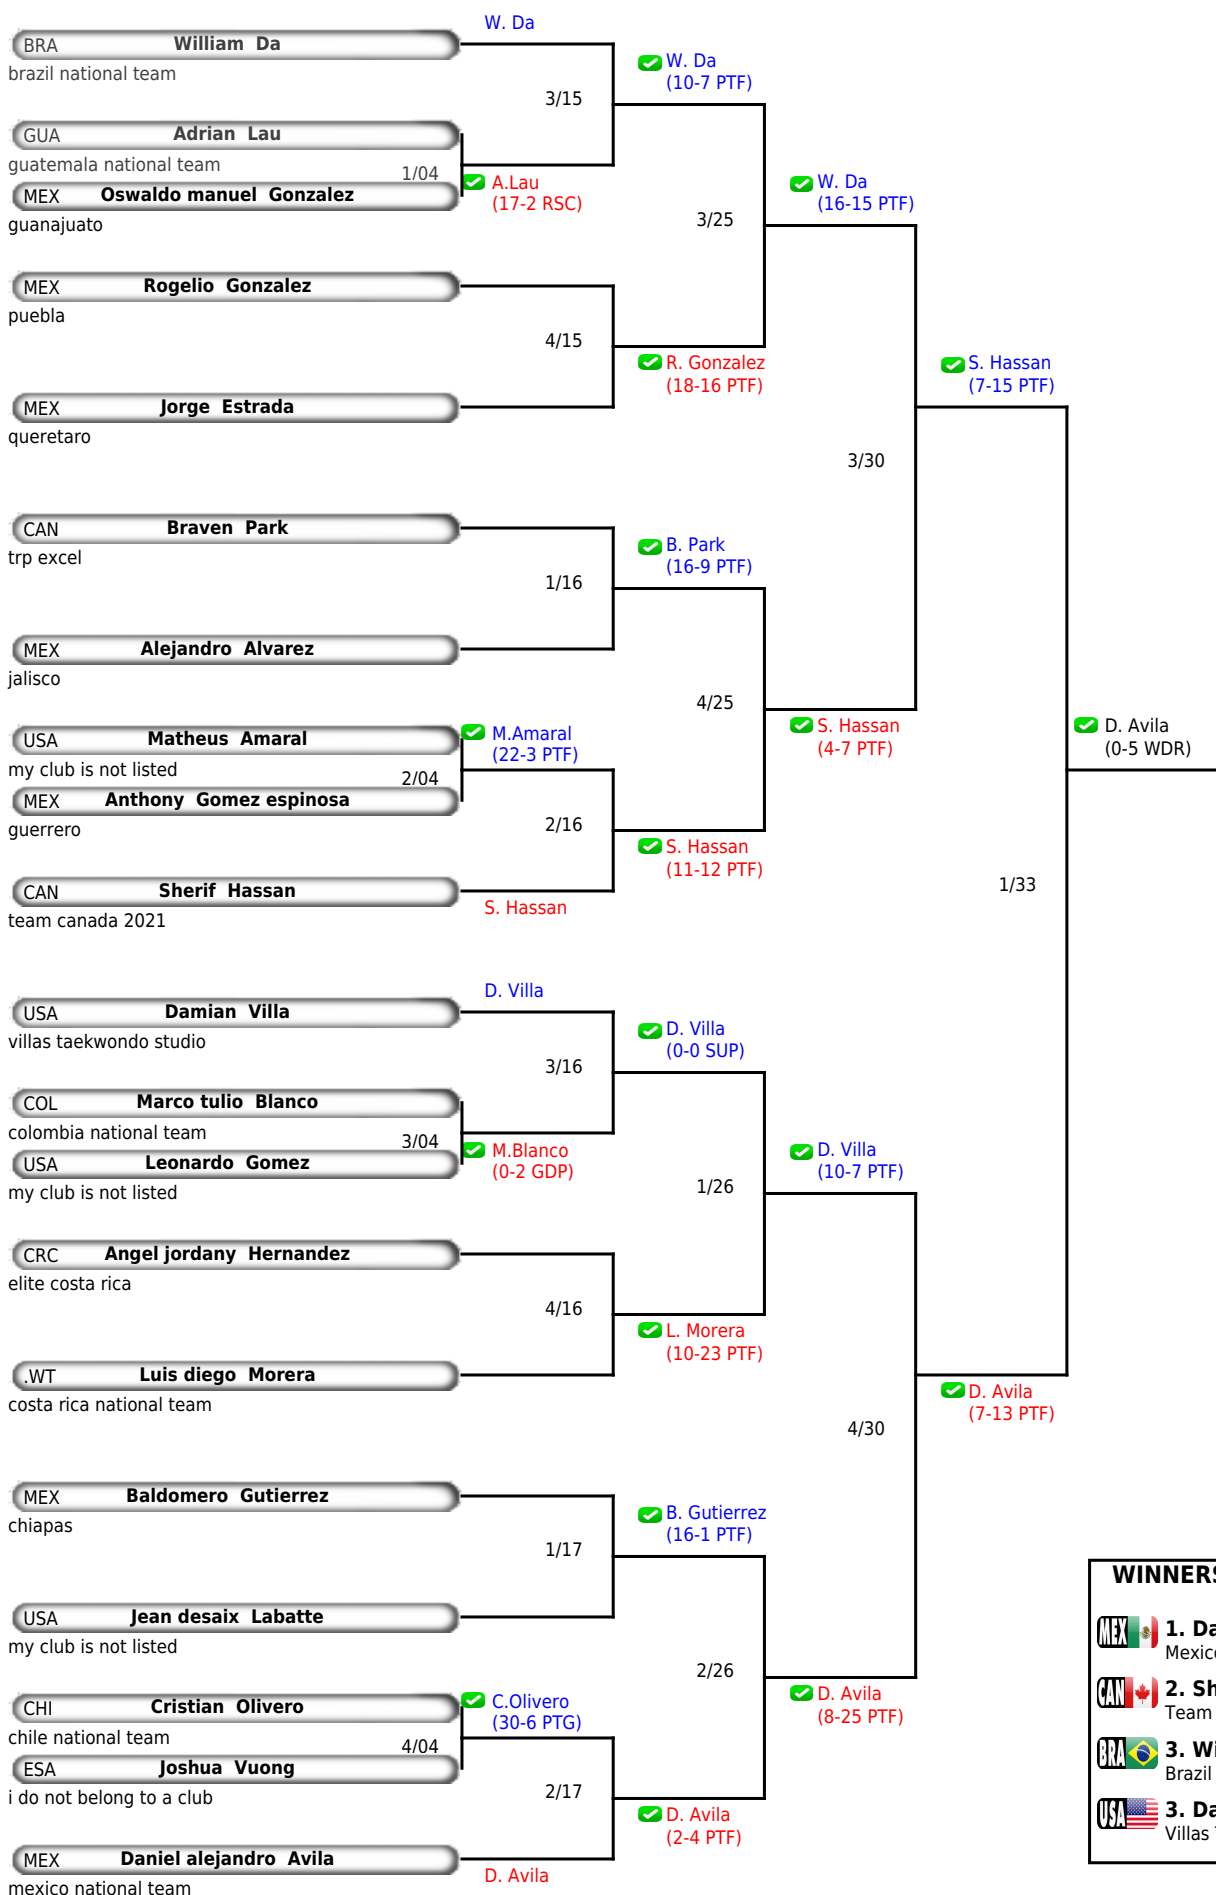 W. Da
BRA William Da
brazil national team
W. Da
(10-7 PTF)
3/15
GUA Adrian Lau
guatemala national team
1/04
A.Lau
(17-2 RSC)
MEX Oswaldo manuel Gonzalez
guanajuato
W. Da
(16-15 PTF)
3/25
MEX Rogelio Gonzalez
puebla
4/15
R. Gonzalez
(18-16 PTF)
MEX Jorge Estrada
queretaro
S. Hassan
(7-15 PTF)
3/30
CAN Braven Park
trp excel
B. Park
(16-9 PTF)
1/16
MEX Alejandro Alvarez
jalisco
4/25
S. Hassan
(4-7 PTF)
USA Matheus Amaral
my club is not listed
2/04
M.Amaral
(22-3 PTF)
MEX Anthony Gomez espinosa
guerrero
2/16
S. Hassan
(11-12 PTF)
CAN Sherif Hassan
team canada 2021
S. Hassan
D. Avila
(0-5 WDR)
1/33
D. Villa
USA Damian Villa
villas taekwondo studio
D. Villa
(0-0 SUP)
3/16
COL Marco tulio Blanco
colombia national team
3/04
M.Blanco
(0-2 GDP)
USA Leonardo Gomez
my club is not listed
D. Villa
(10-7 PTF)
1/26
CRC Angel jordany Hernandez
elite costa rica
4/16
L. Morera
(10-23 PTF)
.WT Luis diego Morera
costa rica national team
D. Avila
(7-13 PTF)
4/30
MEX Baldomero Gutierrez
chiapas
B. Gutierrez
(16-1 PTF)
1/17
USA Jean desaix Labatte
my club is not listed
2/26
D. Avila
(8-25 PTF)
CHI Cristian Olivero
chile national team
4/04
C.Olivero
(30-6 PTG)
ESA Joshua Vuong
i do not belong to a club
2/17
D. Avila
(2-4 PTF)
MEX Daniel alejandro Avila
mexico national team
D. Avila
WINNERS
MEX 1. Da
Mexico
CAN 2. Sh
Team
BRA 3. Wi
Brazil
USA 3. Da
Villas